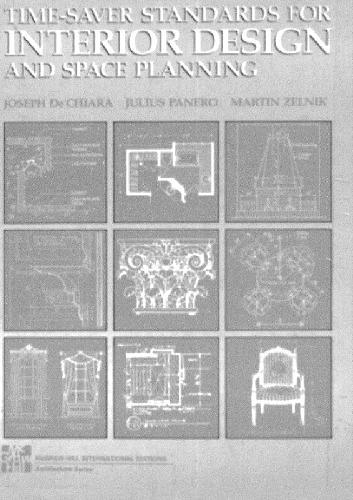 TIME-SAVER STANDARDS FOR
INTERIOR DESIGN
AND SPACE PLANNING
JOSEPH De CHIARA JULIUS PANERO MARTIN ZELNIK
McGRAW-HILL INTERNATIONAL EDITIONS
Architecture Series